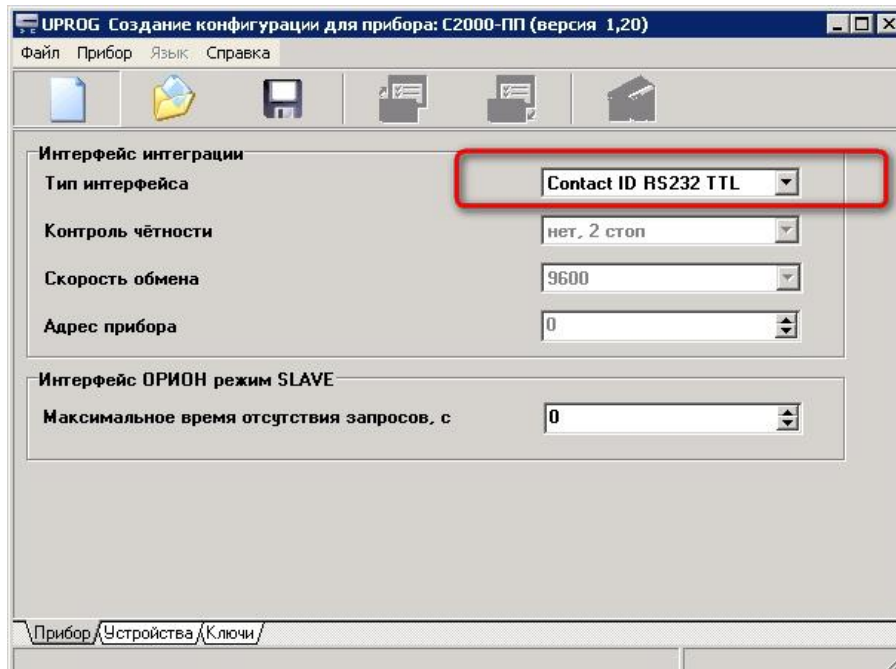 UPROG Создание конфигурации для прибора: С2000-ПП (версия 1,20)
Файл Прибор Язык Справка
Интерфейс интеграции
Тип интерфейса Contact ID RS232 TTL
Контроль чётности нет, 2 стоп
Скорость обмена 9600
Адрес прибора 0
Интерфейс ОРИОН режим SLAVE
Максимальное время отсутствия запросов, с 0
Прибор Устройства Ключи